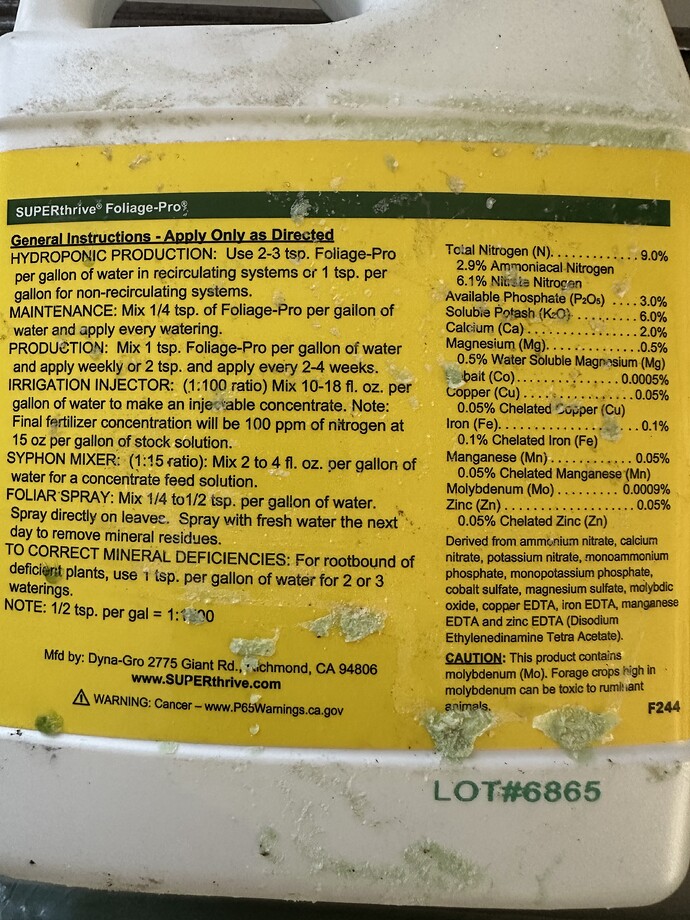 SUPERthrive® Foliage-Pro®
General Instructions - Apply Only as Directed
HYDROPONIC PRODUCTION: Use 2-3 tsp. Foliage-Pro
per gallon of water in recirculating systems or 1 tsp. per
gallon for non-recirculating systems.
MAINTENANCE: Mix 1/4 tsp. of Foliage-Pro per gallon of
water and apply every watering.
PRODUCTION: Mix 1 tsp. Foliage-Pro per gallon of water
and apply weekly or 2 tsp. and apply every 2-4 weeks.
IRRIGATION INJECTOR: (1:100 ratio) Mix 10-18 fl. oz. per
gallon of water to make an injectable concentrate. Note:
Final fertilizer concentration will be 100 ppm of nitrogen at
15 oz per gallon of stock solution.
SYPHON MIXER: (1:15 ratio): Mix 2 to 4 fl. oz. per gallon of
water for a concentrate feed solution.
FOLIAR SPRAY: Mix 1/4 to1/2 tsp. per gallon of water.
Spray directly on leaves. Spray with fresh water the next
day to remove mineral residues.
TO CORRECT MINERAL DEFICIENCIES: For rootbound of
deficient plants, use 1 tsp. per gallon of water for 2 or 3
waterings.
NOTE: 1/2 tsp. per gal =
Mfd by: Dyna-Gro 2775 Giant Rd., Richmond, CA 94806
www.SUPERthrive.com
WARNING: Cancer – www.P65Warnings.ca.gov
Total Nitrogen (N). . . . . . . . . . . . 9.0%
2.9% Ammoniacal Nitrogen
6.1% Nitrate Nitrogen
Available Phosphate (P₂O₅) . . . . 3.0%
Soluble Potash (K₂O). . . . . . . . . . 6.0%
Calcium (Ca) . . . . . . . . . . . . . . . . 2.0%
Magnesium (Mg). . . . . . . . . . . . . .0.5%
0.5% Water Soluble Magnesium (Mg)
Cobalt (Co). . . . . . . . . . . . . . . 0.0005%
Copper (Cu) . . . . . . . . . . . . . . . . 0.05%
0.05% Chelated Copper (Cu)
Iron (Fe). . . . . . . . . . . . . . . . . . . . 0.1%
0.1% Chelated Iron (Fe)
Manganese (Mn). . . . . . . . . . . . . 0.05%
0.05% Chelated Manganese (Mn)
Molybdenum (Mo) . . . . . . . . . . 0.0009%
Zinc (Zn) . . . . . . . . . . . . . . . . . . . 0.05%
0.05% Chelated Zinc (Zn)
Derived from ammonium nitrate, calcium
nitrate, potassium nitrate, monoammonium
phosphate, monopotassium phosphate,
cobalt sulfate, magnesium sulfate, molybdic
oxide, copper EDTA, iron EDTA, manganese
EDTA and zinc EDTA (Disodium
Ethylenedinamine Tetra Acetate).
CAUTION: This product contains
molybdenum (Mo). Forage crops high in
molybdenum can be toxic to ruminant
animals.
F244
LOT#6865